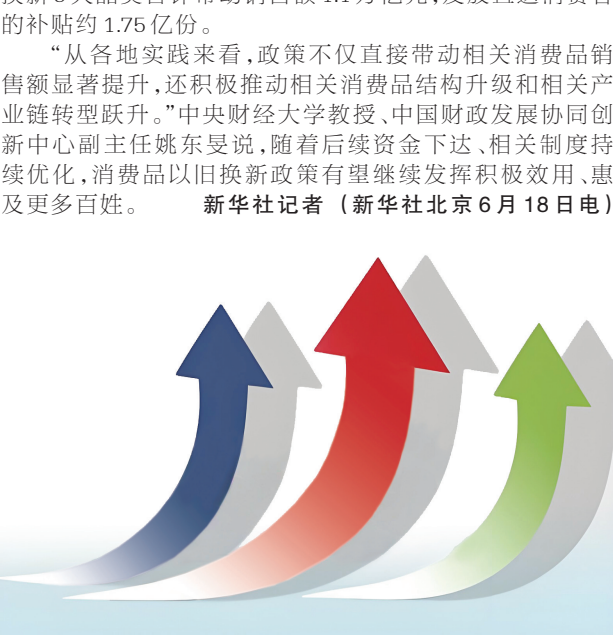 的补贴约1.75亿份。
“从各地实践来看,政策不仅直接带动相关消费品销
售额显著提升,还积极推动相关消费品结构升级和相关产
业链转型跃升。”中央财经大学教授、中国财政发展协同创
新中心副主任姚东旻说,随着后续资金下达、相关制度持
续优化,消费品以旧换新政策有望继续发挥积极效用、惠
及更多百姓。 新华社记者 (新华社北京6月18日电)